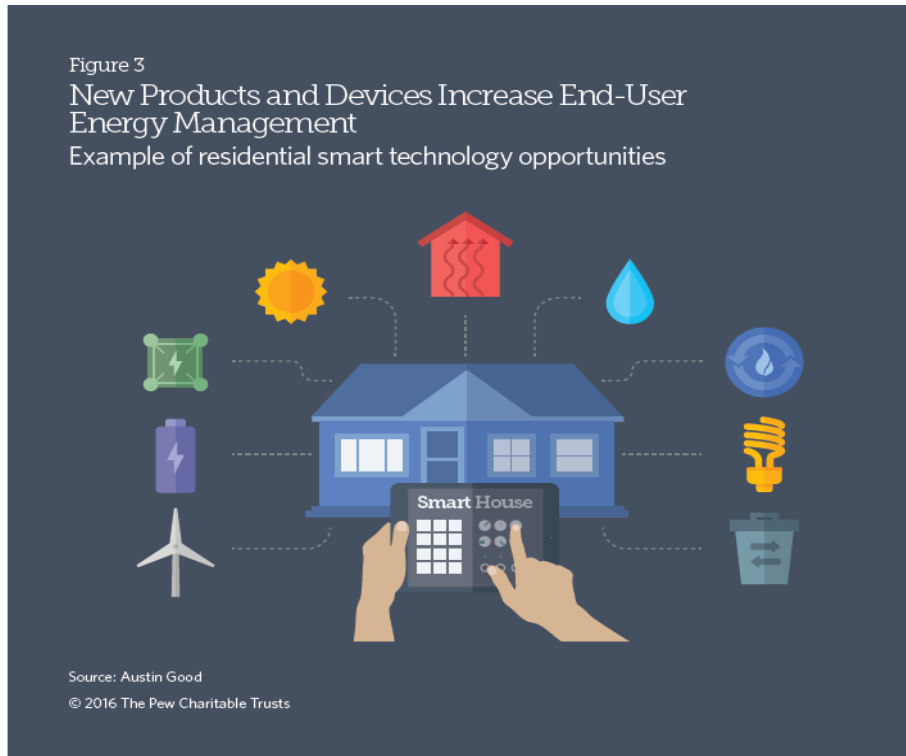 Figure 3
New Products and Devices Increase End-User
Energy Management
Example of residential smart technology opportunities
Smart House
Source: Austin Good
© 2016 The Pew Charitable Trusts